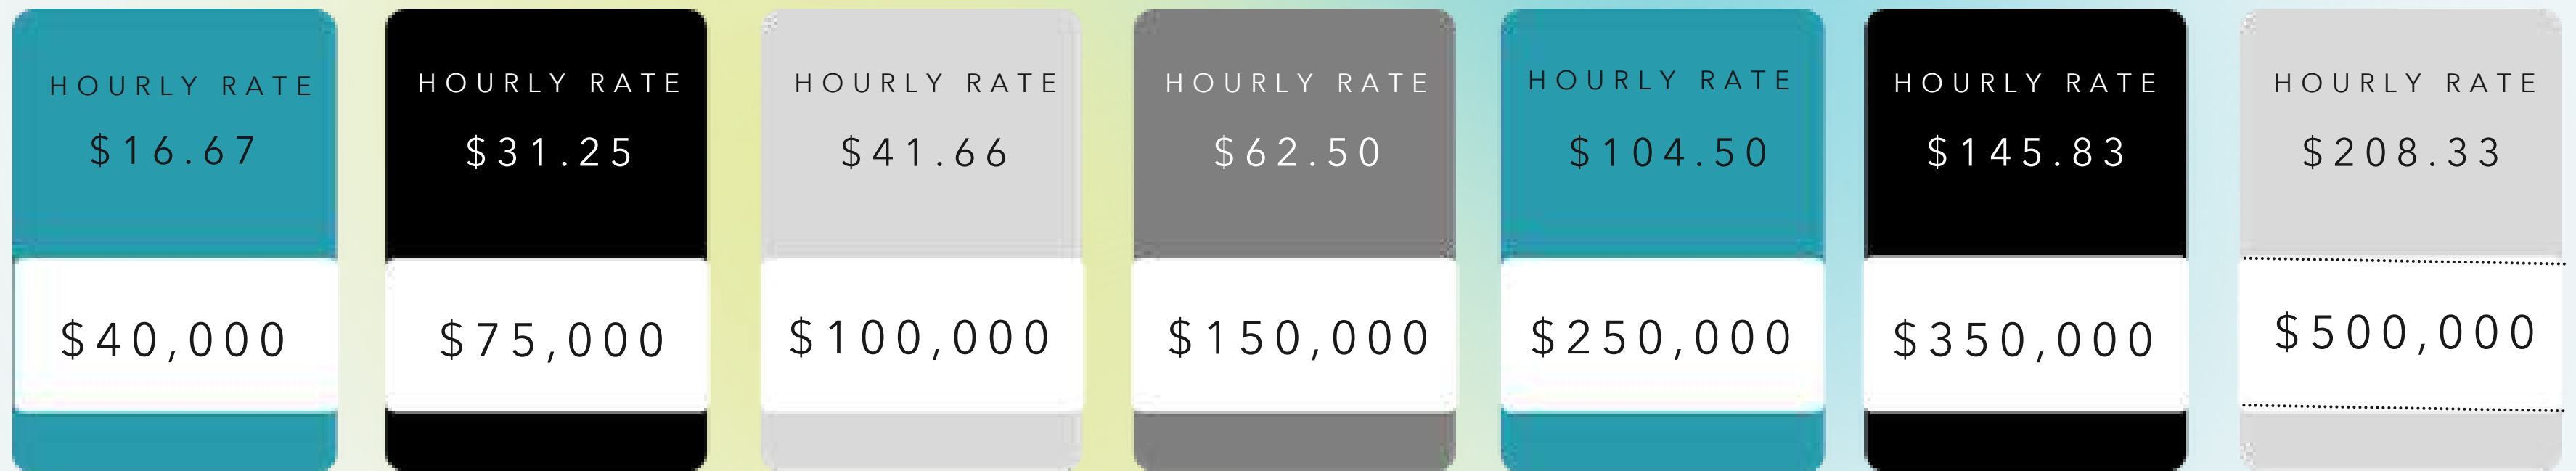 HOURLY RATE
$16.67
$40,000
HOURLY RATE
$31.25
$75,000
HOURLY RATE
$41.66
$100,000
HOURLY RATE
$62.50
$150,000
HOURLY RATE
$104.50
$250,000
HOURLY RATE
$145.83
$350,000
HOURLY RATE
$208.33
$500,000